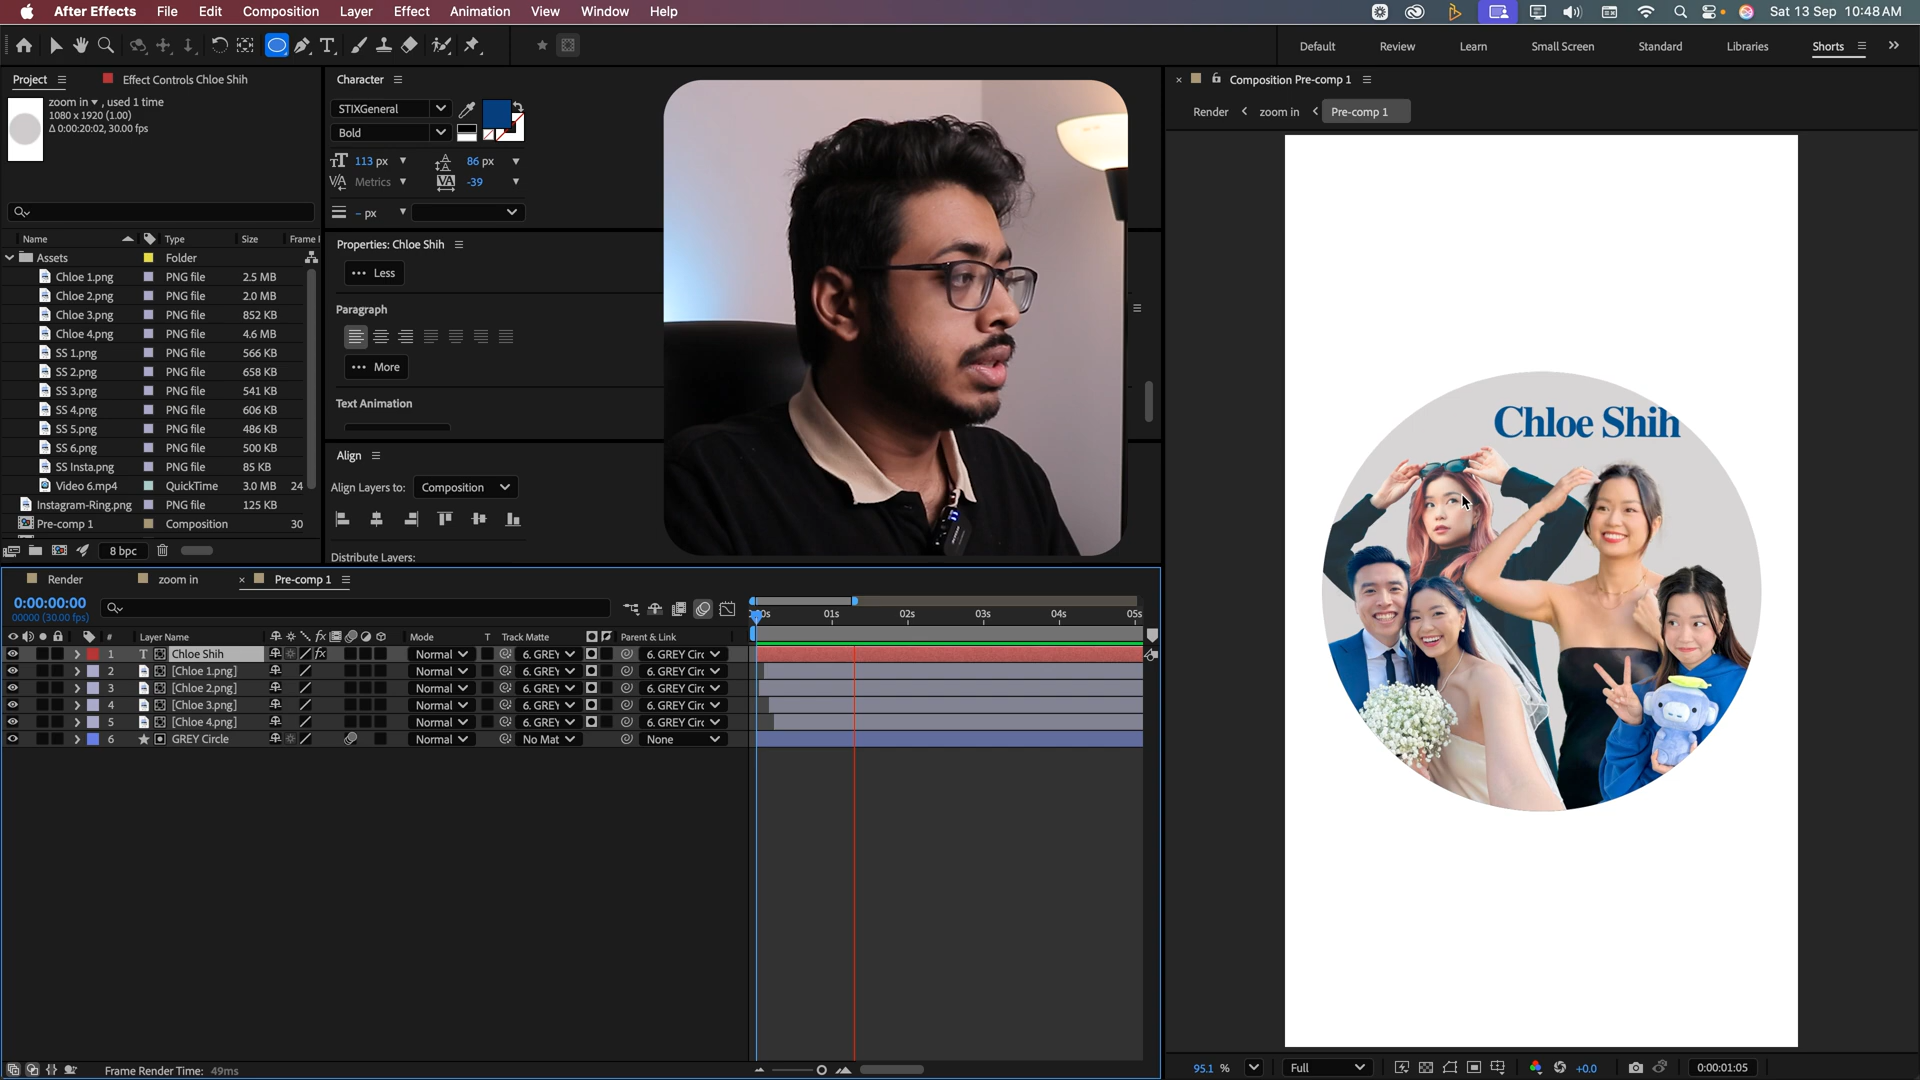 After Effects File Edit Composition Layer Effect Animation View Window Help Sat 13 Sep 10:48 AM
Default Review Learn Small Screen Standard Libraries Shorts
Project Effect Controls Chloe Shih
zoom in , used 1 time
1080 x 1920 (1.00)
Δ 0:00:20:02, 30.00 fps
Name Type Size Frame
Assets Folder
Chloe 1.png PNG file 2.5 MB
Chloe 2.png PNG file 2.0 MB
Chloe 3.png PNG file 852 KB
Chloe 4.png PNG file 4.6 MB
SS 1.png PNG file 566 KB
SS 2.png PNG file 658 KB
SS 3.png PNG file 541 KB
SS 4.png PNG file 606 KB
SS 5.png PNG file 486 KB
SS 6.png PNG file 500 KB
SS Insta.png PNG file 85 KB
Video 6.mp4 QuickTime 3.0 MB 24
Instagram-Ring.png PNG file 125 KB
Pre-comp 1 Composition 30
8 bpc
Character
STIXGeneral
Bold
113 px 86 px
Metrics -39
- px
Properties: Chloe Shih
Less
Paragraph
More
Text Animation
Align
Align Layers to: Composition
Distribute Layers:
Composition Pre-comp 1
Render zoom in Pre-comp 1
Chloe Shih
95.1 % Full +0.0 0:00:01:05
Render zoom in Pre-comp 1
0:00:00:00
00000 (30.00 fps)
00s 01s 02s 03s 04s 05s
# Layer Name Mode T Track Matte Parent & Link
1 T Chloe Shih Normal 6. GREY 6. GREY Circ
2 [Chloe 1.png] Normal 6. GREY 6. GREY Circ
3 [Chloe 2.png] Normal 6. GREY 6. GREY Circ
4 [Chloe 3.png] Normal 6. GREY 6. GREY Circ
5 [Chloe 4.png] Normal 6. GREY 6. GREY Circ
6 GREY Circle Normal No Mat None
Frame Render Time: 49ms